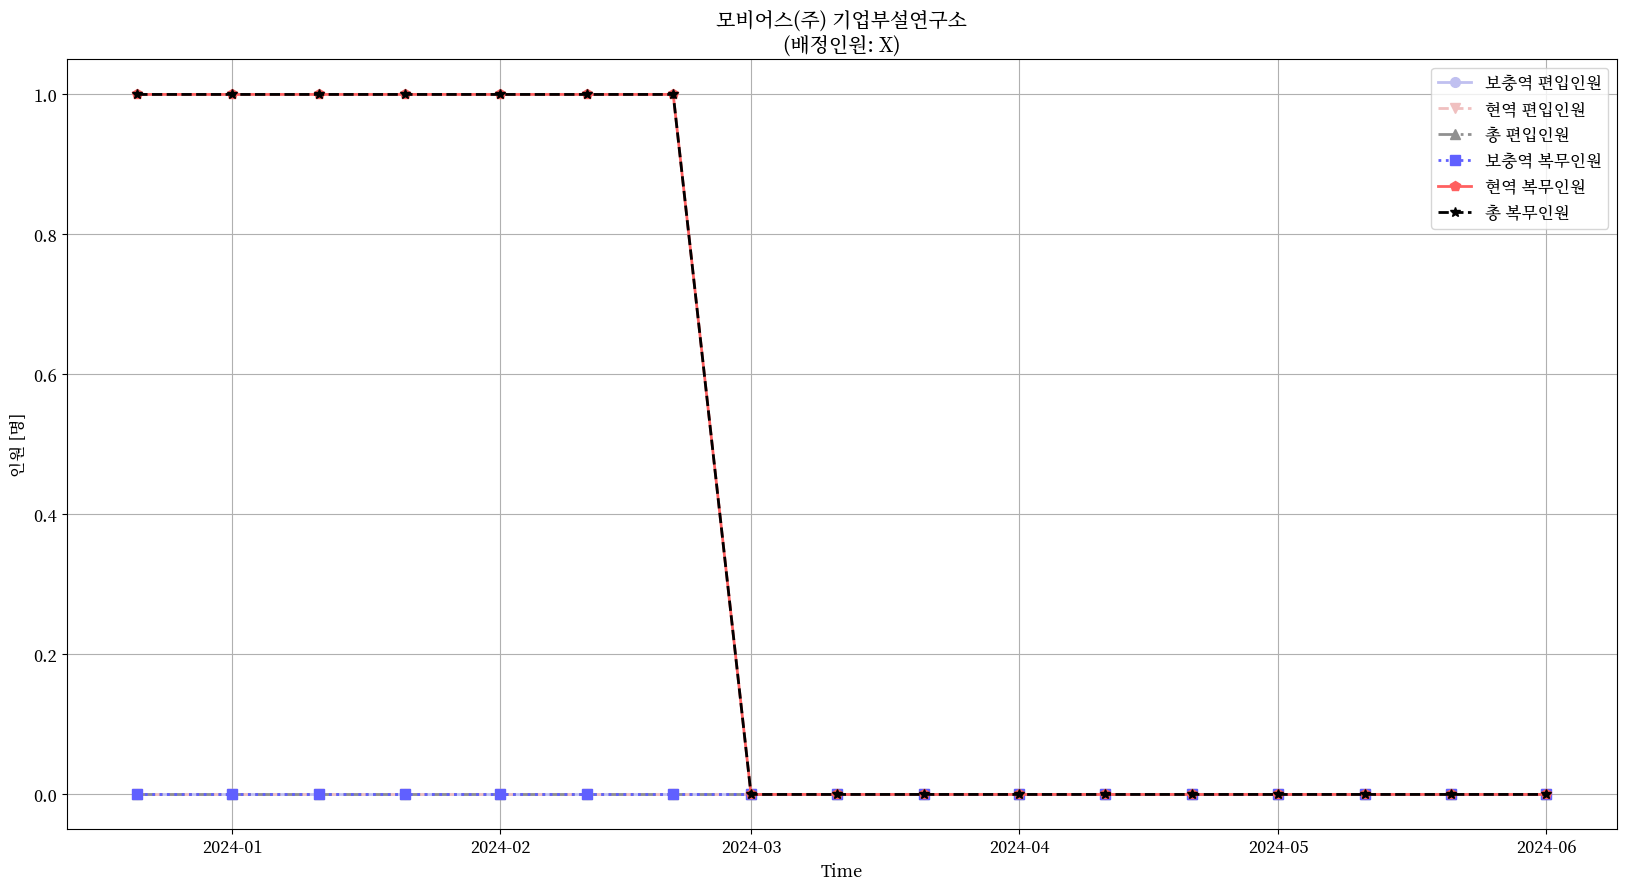 모비어스(주) 기업부설연구소
(배정인원: X)
보충역 편입인원
현역 편입인원
총 편입인원
보충역 복무인원
현역 복무인원
총 복무인원
인원 [명]
1.0
0.8
0.6
0.4
0.2
0.0
2024-01
2024-02
2024-03
2024-04
2024-05
2024-06
Time